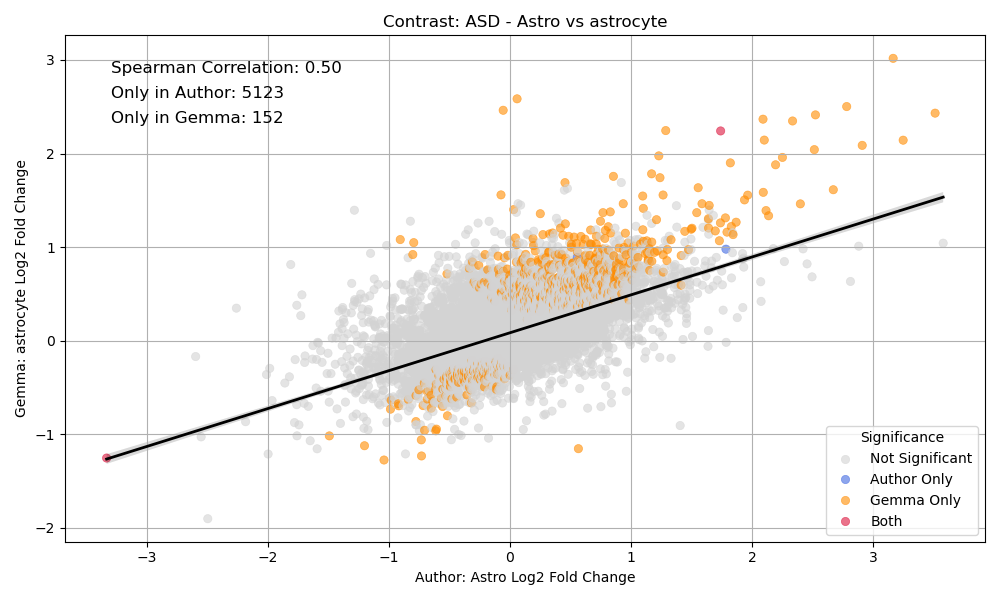 Contrast: ASD - Astro vs astrocyte
Spearman Correlation: 0.50
Only in Author: 5123
Only in Gemma: 152
Gemma: astrocyte Log2 Fold Change
3
2
1
0
−1
−2
−3
−2
−1
0
1
2
3
Author: Astro Log2 Fold Change
Significance
Not Significant
Author Only
Gemma Only
Both